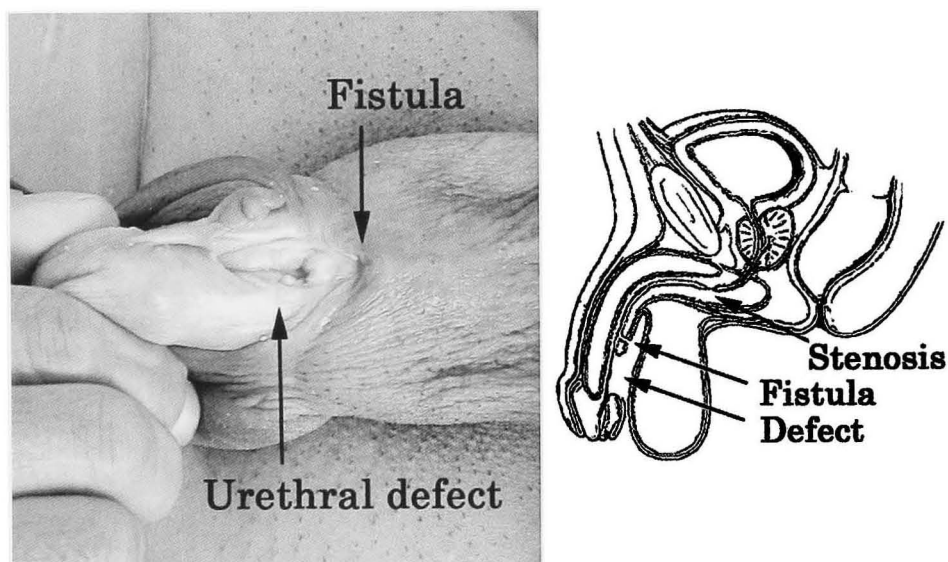 Fistula
Urethral defect
Stenosis
Fistula
Defect